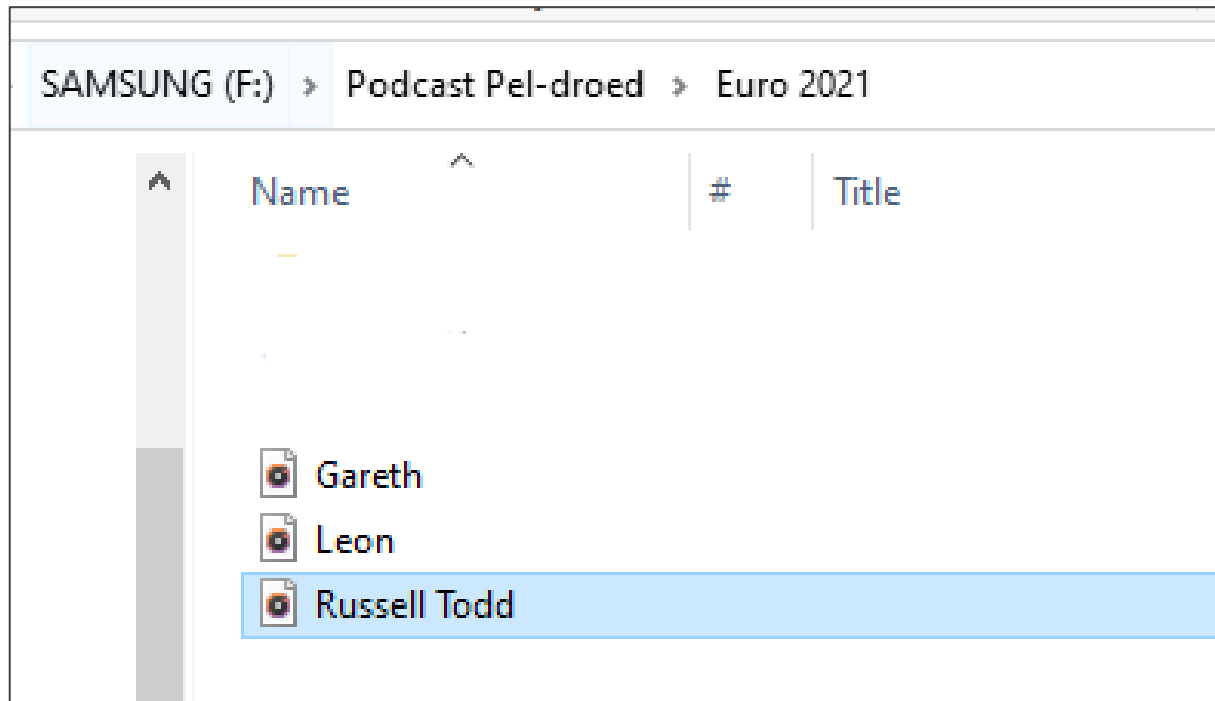 SAMSUNG (F:) > Podcast Pel-droed > Euro 2021
Name # Title
Gareth
Leon
Russell Todd